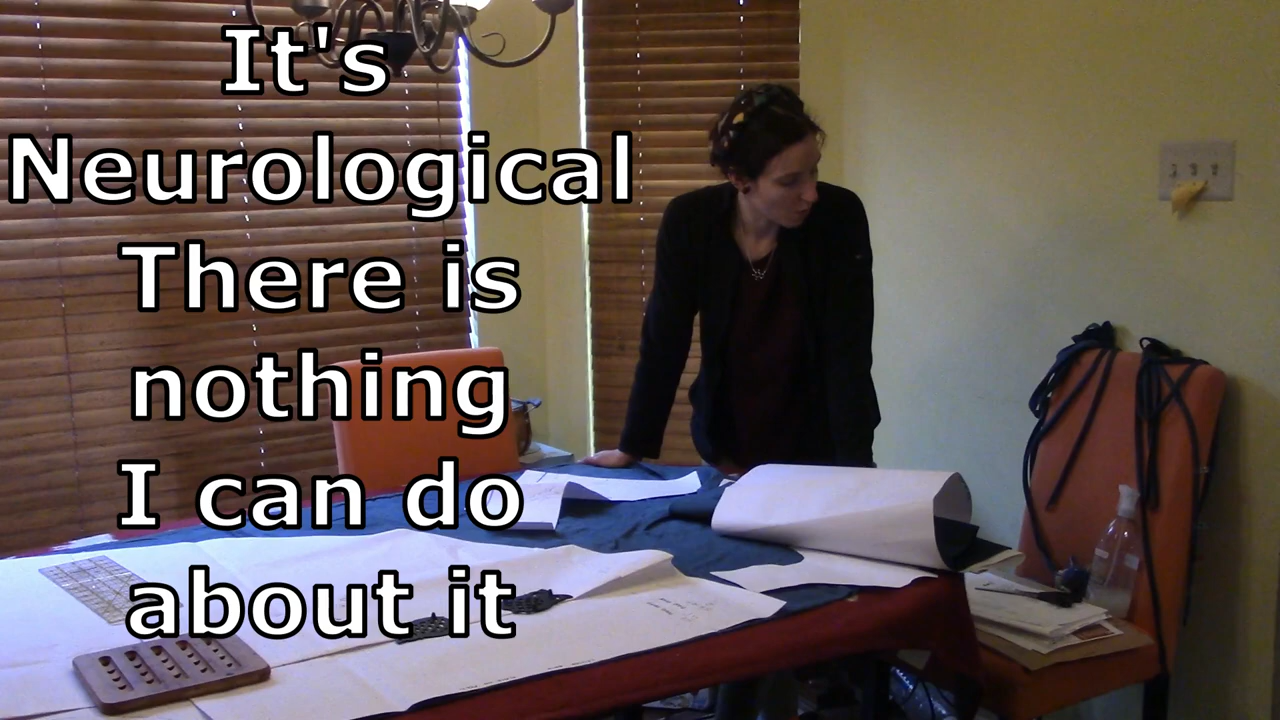 It's
Neurological
There is
nothing
I can do
about it